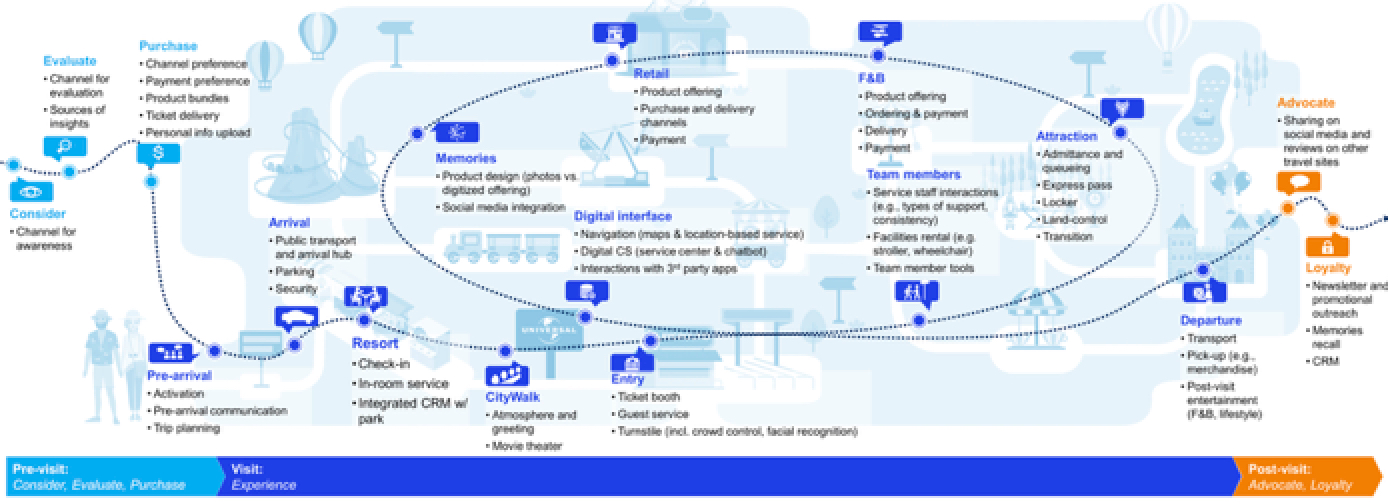 Consider
• Channel for
awareness
Evaluate
• Channel for
evaluation
• Sources of
insights
Purchase
• Channel preference
• Payment preference
• Product bundles
• Ticket delivery
• Personal info upload
$
Pre-arrival
• Activation
• Pre-arrival communication
• Trip planning
Arrival
• Public transport
and arrival hub
• Parking
• Security
Resort
• Check-in
• In-room service
• Integrated CRM w/
park
CityWalk
• Atmosphere and
greeting
• Movie theater
UNIVERSAL
Entry
• Ticket booth
• Guest service
• Turnstile (incl. crowd control, facial recognition)
Digital interface
• Navigation (maps & location-based service)
• Digital CS (service center & chatbot)
• Interactions with 3rd party apps
Memories
• Product design (photos vs.
digitized offering)
• Social media integration
Retail
• Product offering
• Purchase and delivery
channels
• Payment
F&B
• Product offering
• Ordering & payment
• Delivery
• Payment
Attraction
• Admittance and
queueing
• Express pass
• Locker
• Land-control
• Transition
Team members
• Service staff interactions
(e.g., types of support,
consistency)
• Facilities rental (e.g.
stroller, wheelchair)
• Team member tools
Departure
• Transport
• Pick-up (e.g.,
merchandise)
• Post-visit
entertainment
(F&B, lifestyle)
Advocate
• Sharing on
social media and
reviews on other
travel sites
Loyalty
• Newsletter and
promotional
outreach
• Memories
recall
• CRM
Pre-visit:
Consider, Evaluate, Purchase
Visit:
Experience
Post-visit:
Advocate, Loyalty